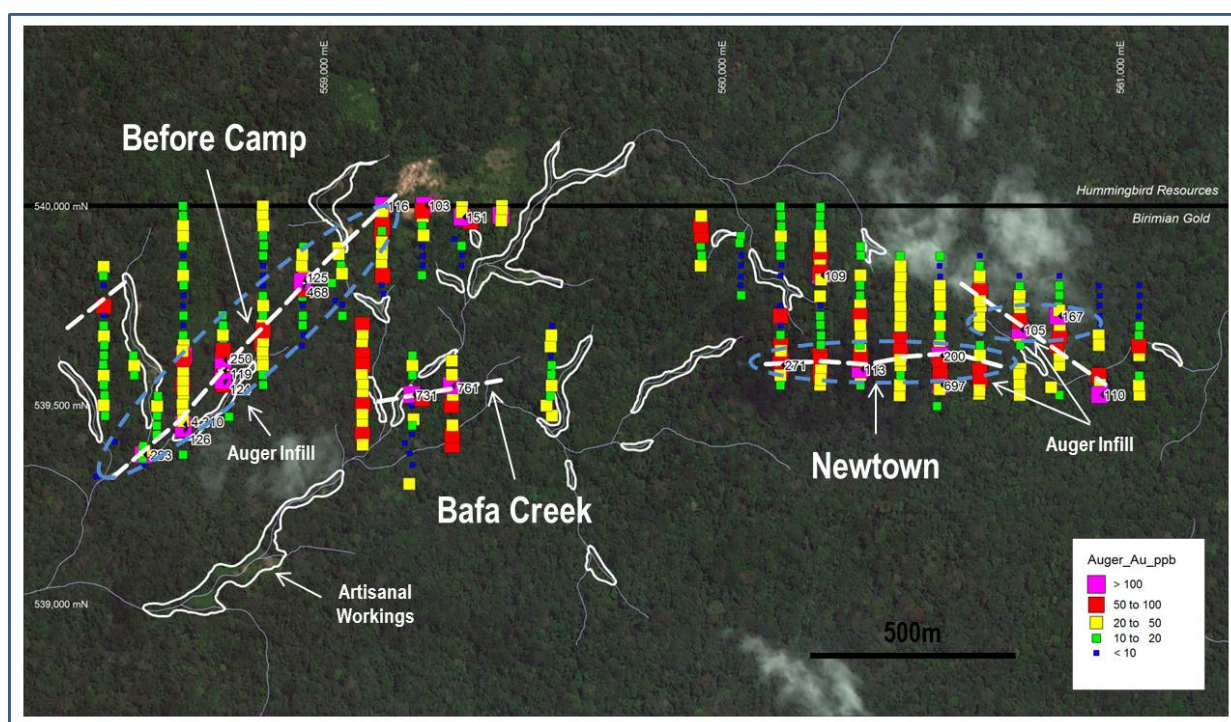 559,000 mE
560,000 mE
561,000 mE
Before Camp
Hummingbird Resources
540,000 mN
Birimian Gold
116
103
151
125
468
109
167
105
250
119
124
271
113
200
697
110
731
761
539,500 mN
126
293
Auger Infill
Auger Infill
Newtown
Bafa Creek
Artisanal
Workings
539,000 mN
500m
Auger_Au_ppb
> 100
50 to 100
20 to 50
10 to 20
< 10